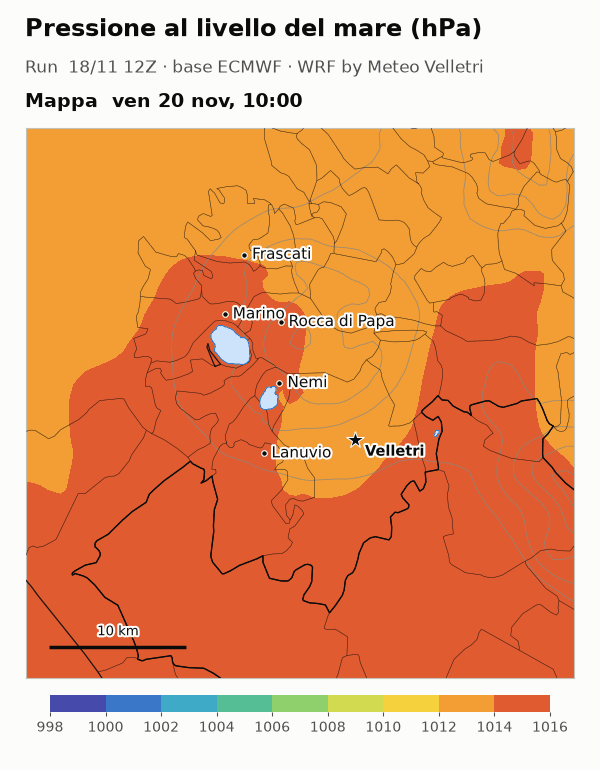 Pressione al livello del mare (hPa)
Run  18/11 12Z · base ECMWF · WRF by Meteo Velletri
Mappa  ven 20 nov, 10:00
Frascati
Marino
Rocca di Papa
Nemi
Velletri
Lanuvio
10 km
998 1000 1002 1004 1006 1008 1010 1012 1014 1016